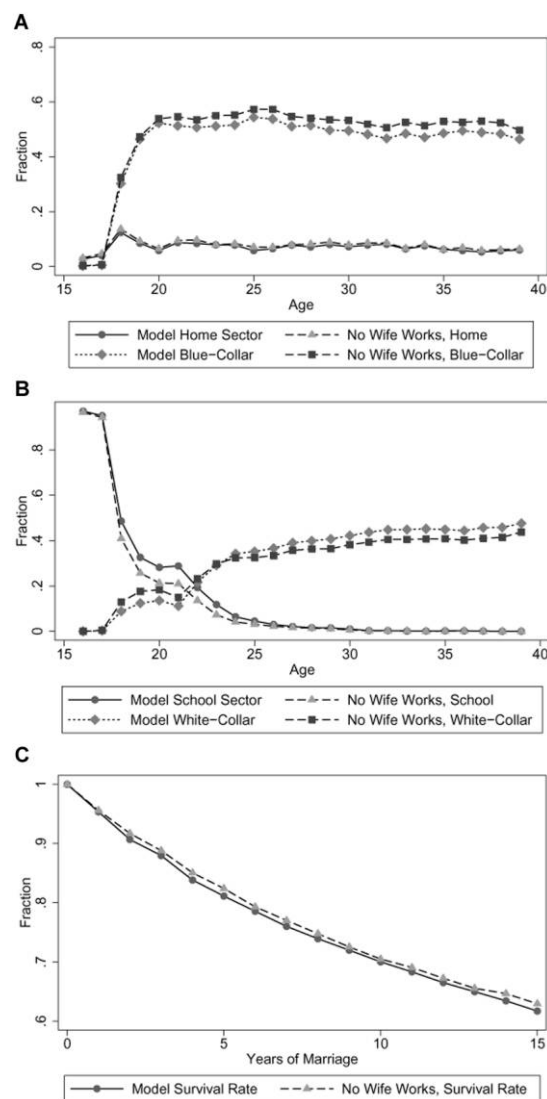 A
Fraction
0 .2 .4 .6 .8
15 20 25 30 35 40
Age
Model Home Sector No Wife Works, Home
Model Blue-Collar No Wife Works, Blue-Collar
B
Fraction
0 .2 .4 .6 .8
15 20 25 30 35 40
Age
Model School Sector No Wife Works, School
Model White-Collar No Wife Works, White-Collar
C
Fraction
.6 .7 .8 .9 1
0 5 10 15
Years of Marriage
Model Survival Rate No Wife Works, Survival Rate